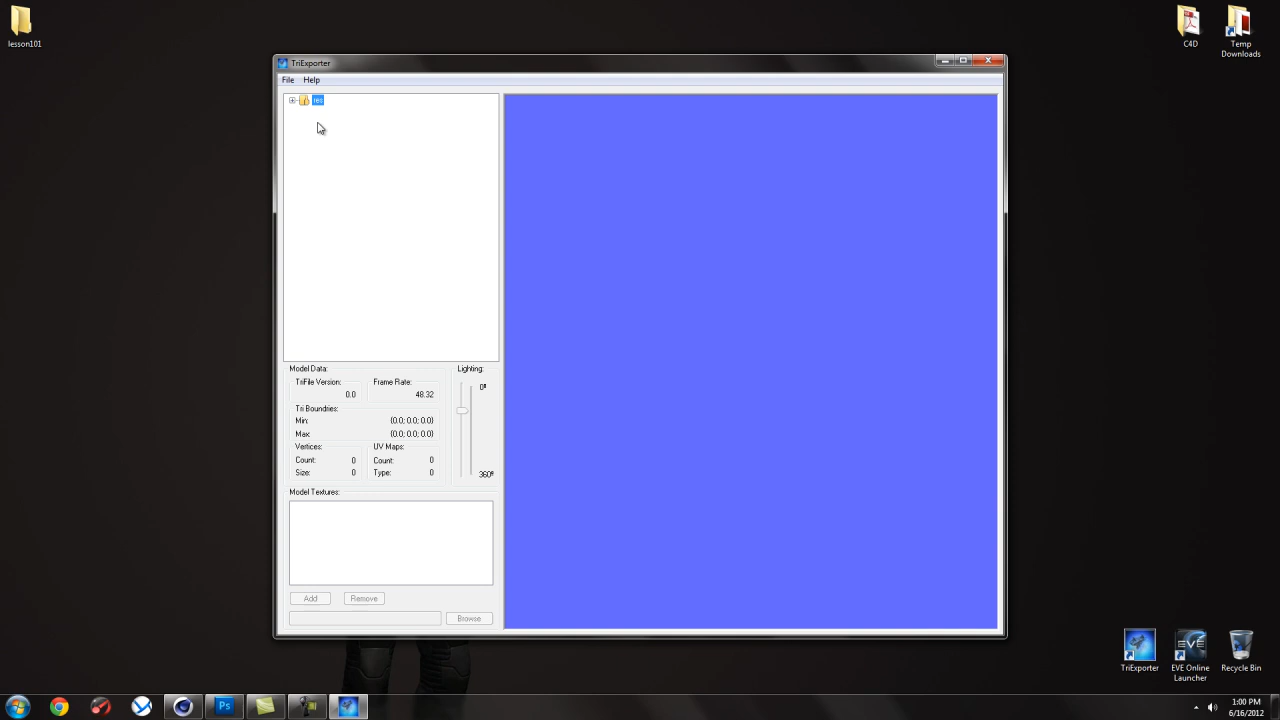 lesson101
C4D
Temp
Downloads
TriExporter
File Help
res
Model Data:
TriFile Version:
0.0
Frame Rate:
48.32
Tri Boundries:
Min: (0.0; 0.0; 0.0)
Max: (0.0; 0.0; 0.0)
Vertices:
Count: 0
Size: 0
UV Maps:
Count: 0
Type: 0
Lighting:
0º
360º
Model Textures:
Add Remove
Browse
TriExporter
EVE Online
Launcher
Recycle Bin
Ps
1:00 PM
6/16/2012